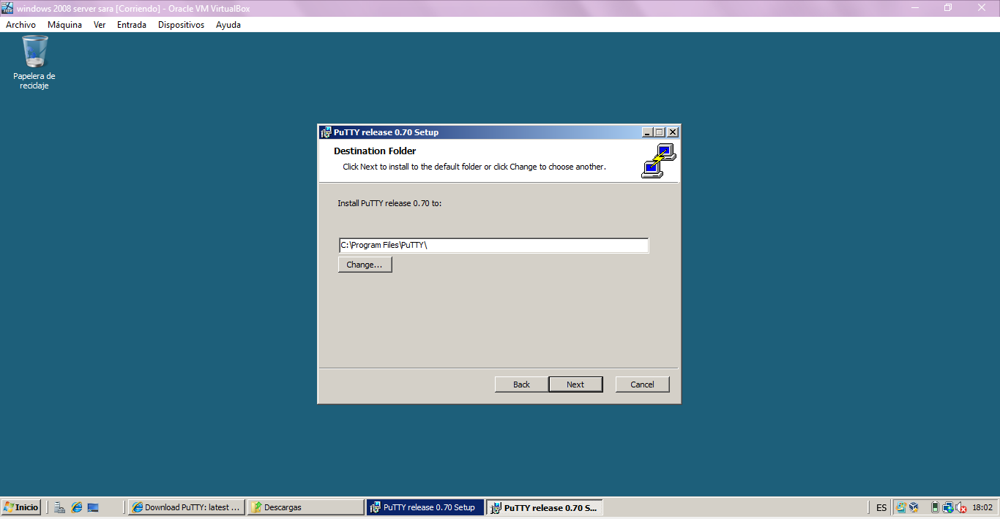 windows 2008 server sara [Corriendo] - Oracle VM VirtualBox
Archivo Máquina Ver Entrada Dispositivos Ayuda
Papelera de
reciclaje
PuTTY release 0.70 Setup
Destination Folder
Click Next to install to the default folder or click Change to choose another.
Install PuTTY release 0.70 to:
C:\Program Files\PuTTY\
Change...
Back Next Cancel
Inicio Download PuTTY: latest ... Descargas PuTTY release 0.70 Setup PuTTY release 0.70 S... ES 18:02